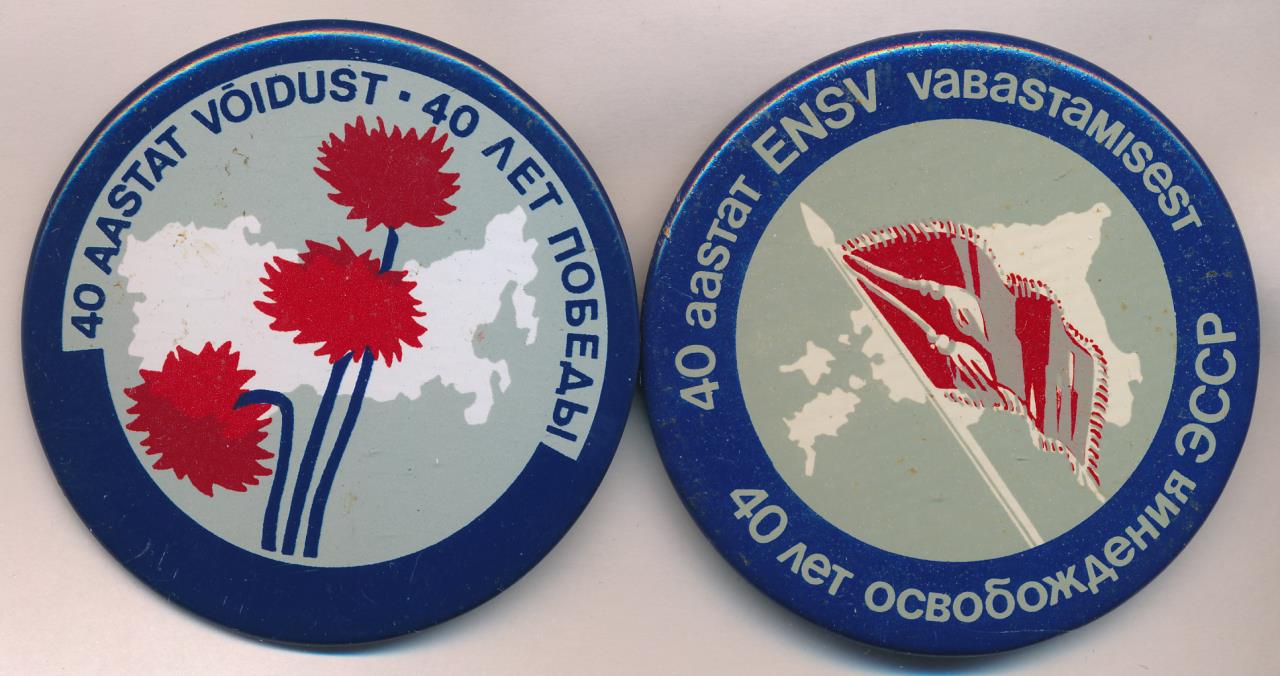 40 AASTAT VÕIDUST · 40 ЛЕТ ПОБЕДЫ
40 aastat ENSV vabastamisest
40 лет освобождения ЭССР